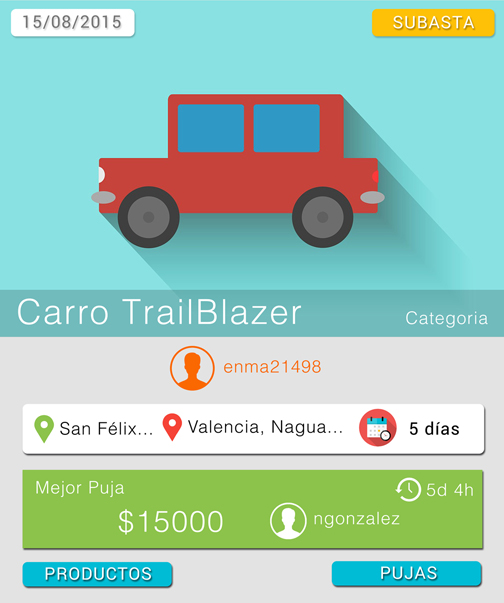 15/08/2015
SUBASTA
Carro TrailBlazer
Categoria
enma21498
San Félix...
Valencia, Nagua...
5 días
Mejor Puja
5d 4h
$15000
ngonzalez
PRODUCTOS
PUJAS